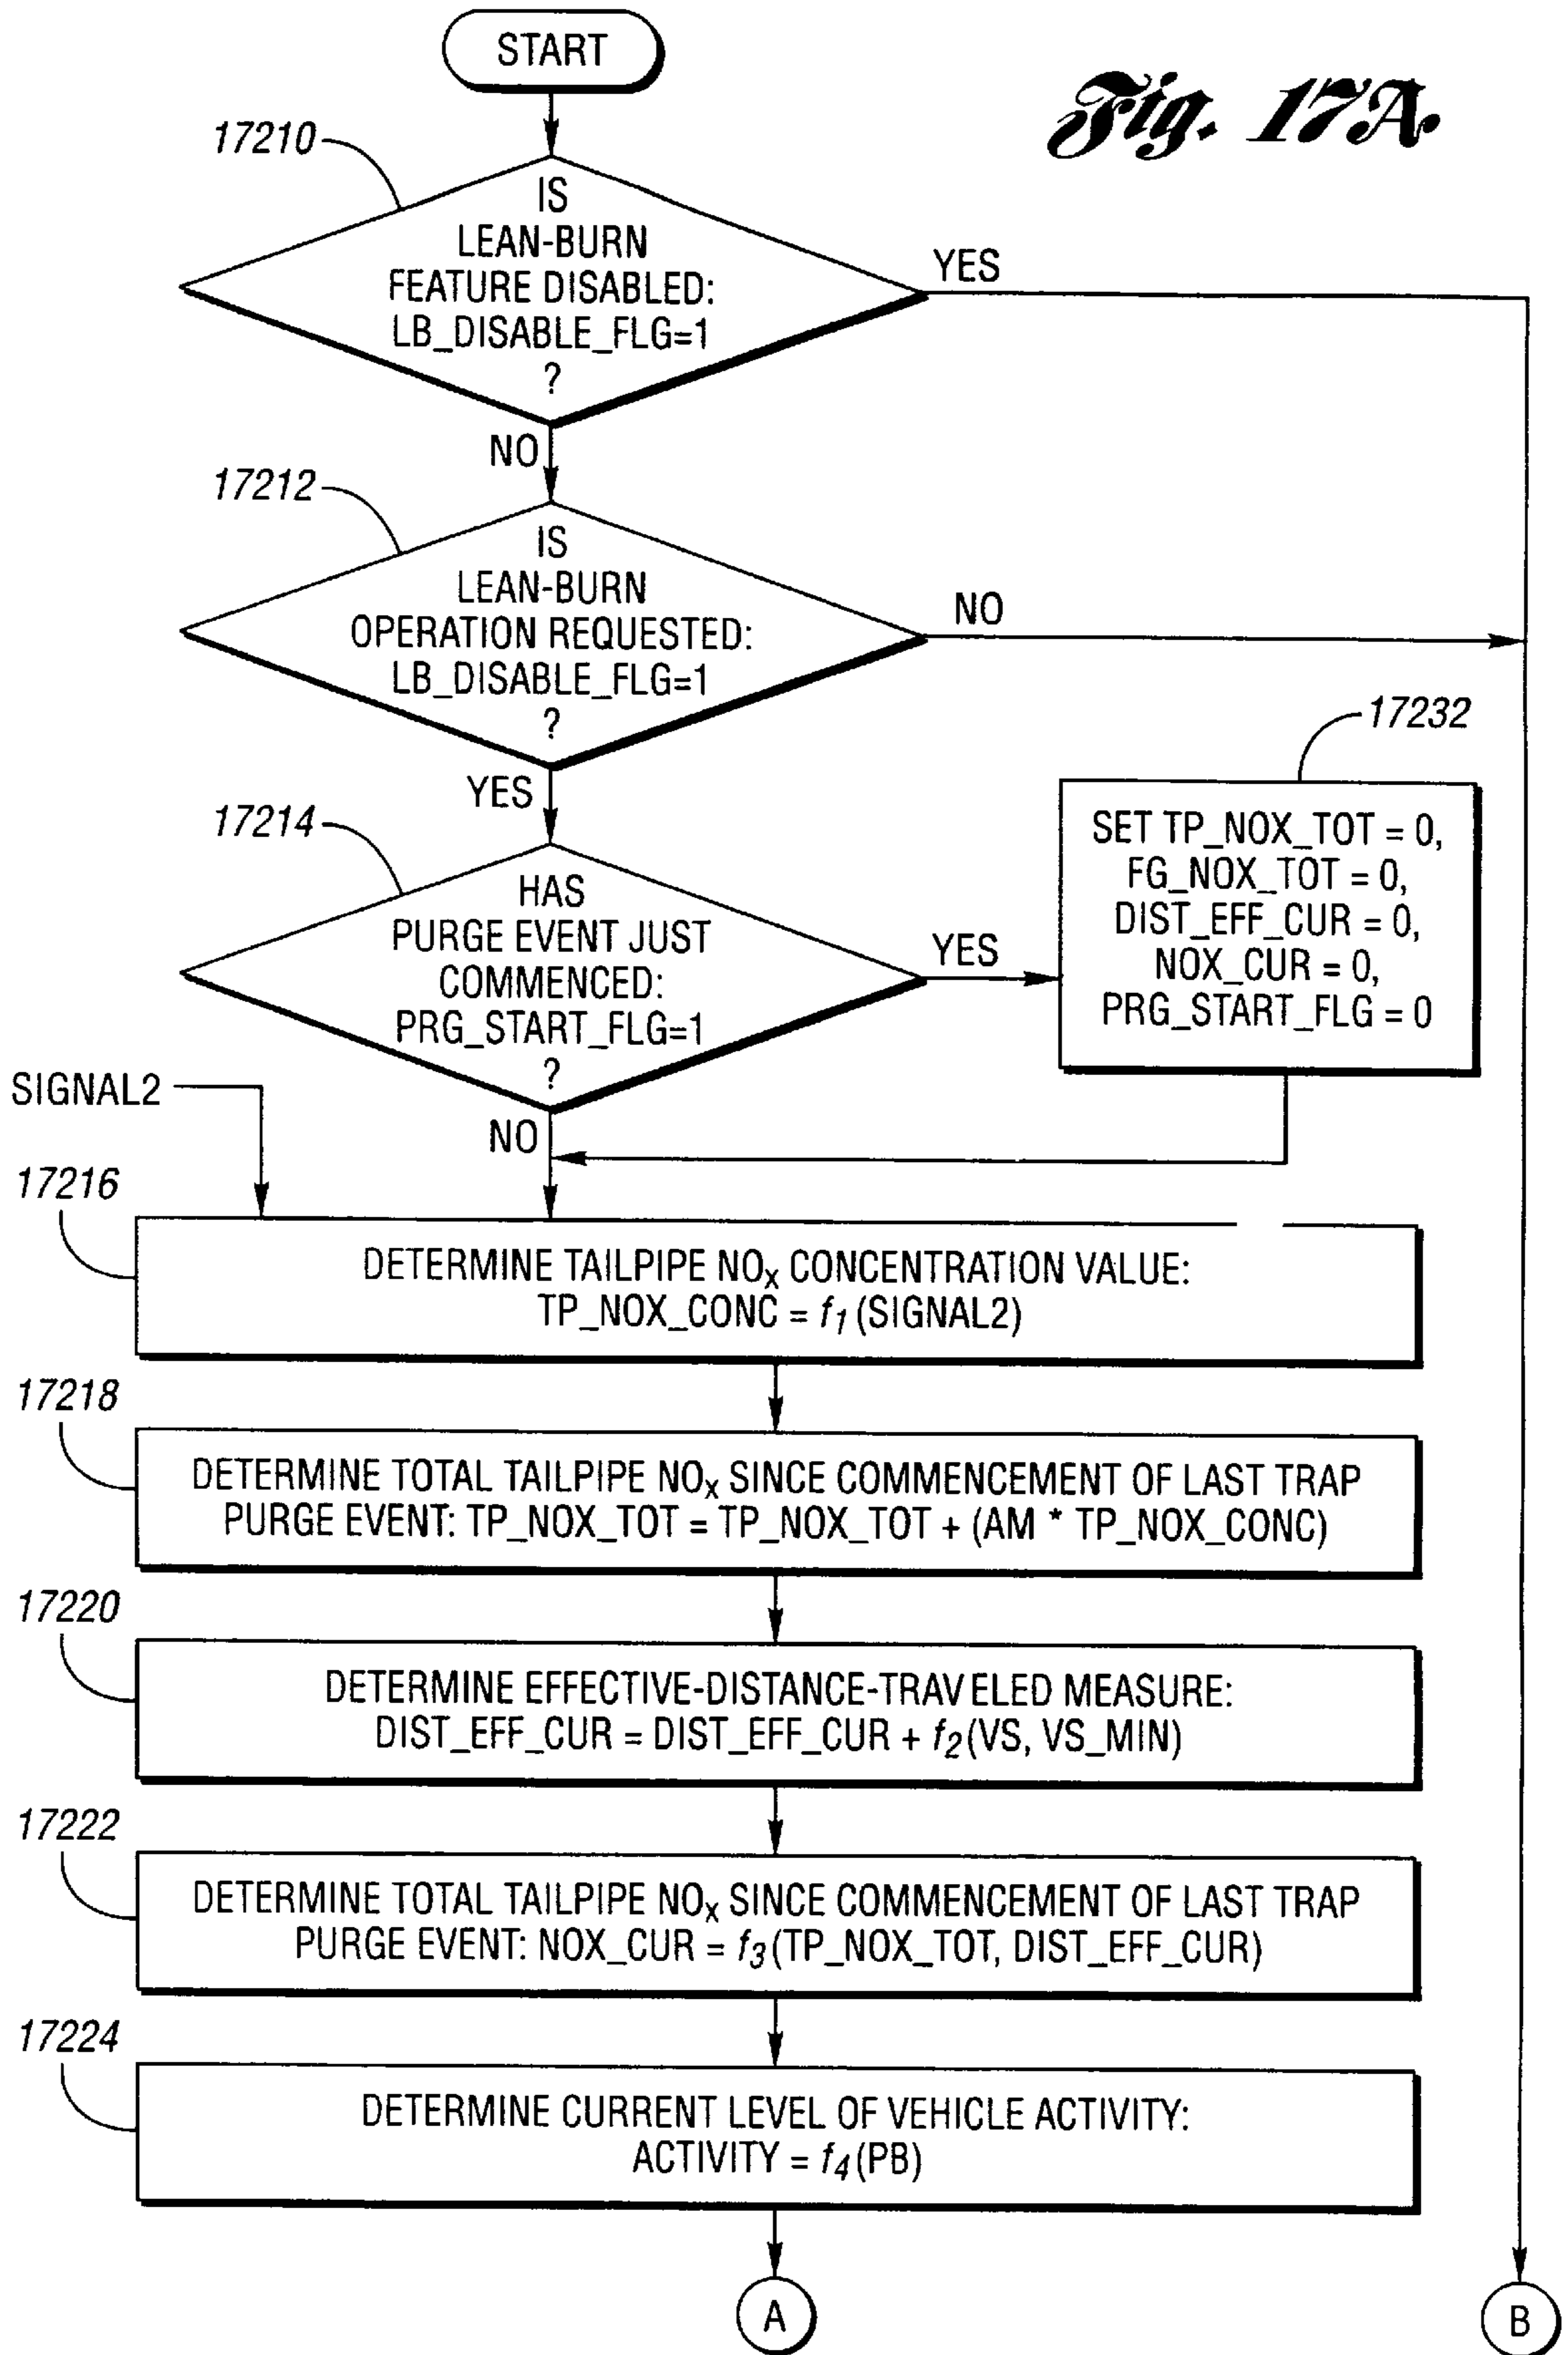 START
Fig. 17A.
17210
IS
LEAN-BURN
FEATURE DISABLED:
LB_DISABLE_FLG=1
?
YES
NO
17212
IS
LEAN-BURN
OPERATION REQUESTED:
LB_DISABLE_FLG=1
?
NO
YES
17214
HAS
PURGE EVENT JUST
COMMENCED:
PRG_START_FLG=1
?
YES
17232
SET TP_NOX_TOT = 0,
FG_NOX_TOT = 0,
DIST_EFF_CUR = 0,
NOX_CUR = 0,
PRG_START_FLG = 0
SIGNAL2
NO
17216
DETERMINE TAILPIPE NOx CONCENTRATION VALUE:
TP_NOX_CONC = f1 (SIGNAL2)
17218
DETERMINE TOTAL TAILPIPE NOx SINCE COMMENCEMENT OF LAST TRAP
PURGE EVENT: TP_NOX_TOT = TP_NOX_TOT + (AM * TP_NOX_CONC)
17220
DETERMINE EFFECTIVE-DISTANCE-TRAVELED MEASURE:
DIST_EFF_CUR = DIST_EFF_CUR + f2(VS, VS_MIN)
17222
DETERMINE TOTAL TAILPIPE NOx SINCE COMMENCEMENT OF LAST TRAP
PURGE EVENT: NOX_CUR = f3(TP_NOX_TOT, DIST_EFF_CUR)
17224
DETERMINE CURRENT LEVEL OF VEHICLE ACTIVITY:
ACTIVITY = f4(PB)
A
B